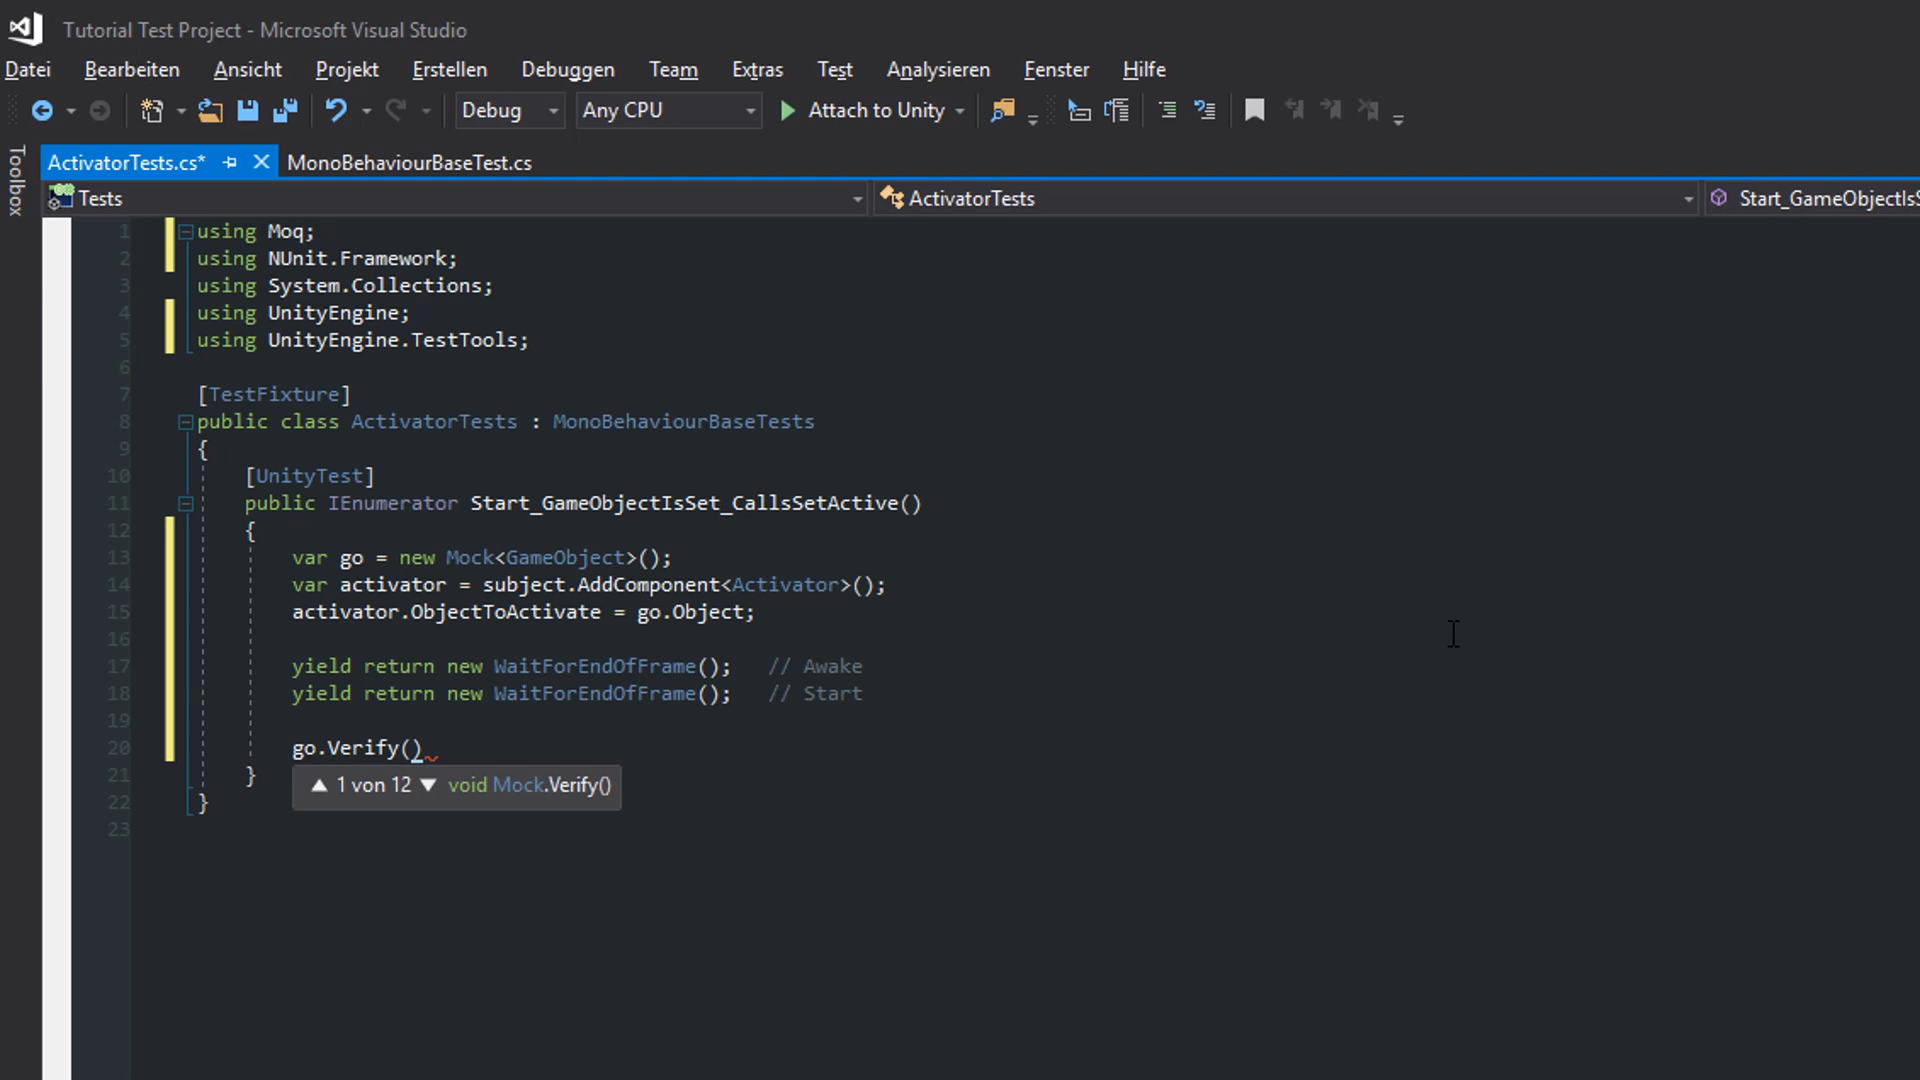 Tutorial Test Project - Microsoft Visual Studio
Datei Bearbeiten Ansicht Projekt Erstellen Debuggen Team Extras Test Analysieren Fenster Hilfe
Debug Any CPU Attach to Unity
Toolbox
ActivatorTests.cs* MonoBehaviourBaseTest.cs
Tests ActivatorTests Start_GameObjectIsS
1 using Moq;
2 using NUnit.Framework;
3 using System.Collections;
4 using UnityEngine;
5 using UnityEngine.TestTools;
6
7 [TestFixture]
8 public class ActivatorTests : MonoBehaviourBaseTests
9 {
10 [UnityTest]
11 public IEnumerator Start_GameObjectIsSet_CallsSetActive()
12 {
13 var go = new Mock<GameObject>();
14 var activator = subject.AddComponent<Activator>();
15 activator.ObjectToActivate = go.Object;
16
17 yield return new WaitForEndOfFrame(); // Awake
18 yield return new WaitForEndOfFrame(); // Start
19
20 go.Verify()
21 }
▲ 1 von 12 ▼ void Mock.Verify()
22 }
23